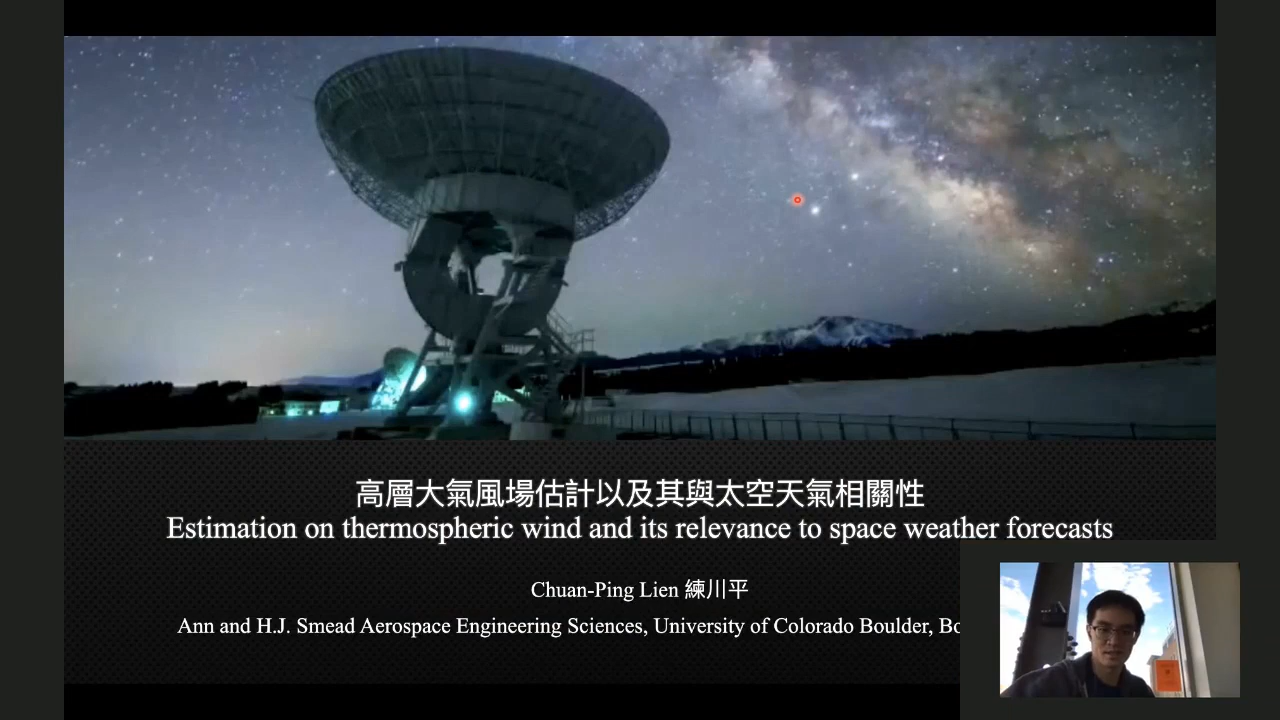 高層大氣風場估計以及其與太空天氣相關性
Estimation on thermospheric wind and its relevance to space weather forecasts
Chuan-Ping Lien 練川平
Ann and H.J. Smead Aerospace Engineering Sciences, University of Colorado Boulder, Bo